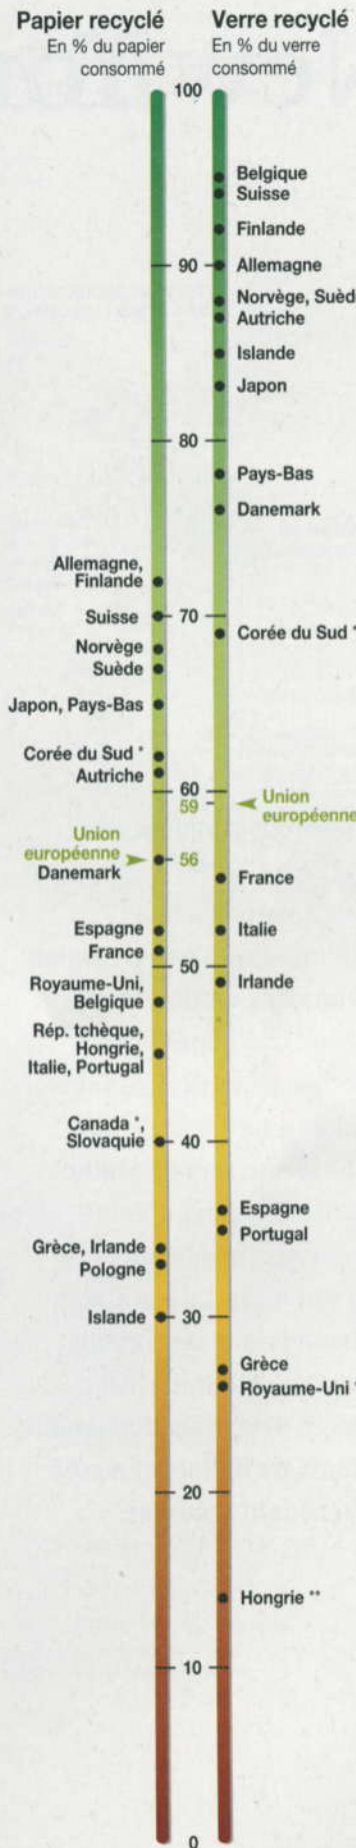 Papier recyclé
En % du papier
consommé
Verre recyclé
En % du verre
consommé
100
Belgique
Suisse
Finlande
90
Allemagne
Norvège, Suèd
Autriche
Islande
Japon
80
Pays-Bas
Danemark
Allemagne,
Finlande
Suisse
70
Corée du Sud *
Norvège
Suède
Japon, Pays-Bas
Corée du Sud *
Autriche
60
59
Union
européenne
Union
européenne
56
Danemark
France
Espagne
Italie
France
50
Irlande
Royaume-Uni,
Belgique
Rép. tchèque,
Hongrie,
Italie, Portugal
Canada *,
Slovaquie
40
Espagne
Portugal
Grèce, Irlande
Pologne
Islande
30
Grèce
Royaume-Uni *
20
Hongrie **
10
0